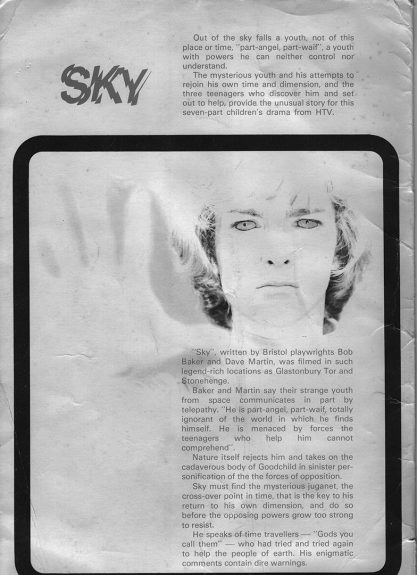 SKY
Out of the sky falls a youth, not of this
place or time, "part-angel, part-waif", a youth
with powers he can neither control nor
understand.
The mysterious youth and his attempts to
rejoin his own time and dimension, and the
three teenagers who discover him and set
out to help, provide the unusual story for this
seven-part children's drama from HTV.
"Sky", written by Bristol playwrights Bob
Baker and Dave Martin, was filmed in such
legend-rich locations as Glastonbury Tor and
Stonehenge.
Baker and Martin say their strange youth
from space communicates in part by
telepathy. "He is part-angel, part-waif, totally
ignorant of the world in which he finds
himself. He is menaced by forces the
teenagers who help him cannot
comprehend".
Nature itself rejects him and takes on the
cadaverous body of Goodchild in sinister per-
sonification of the the forces of opposition.
Sky must find the mysterious juganet, the
cross-over point in time, that is the key to his
return to his own dimension, and do so
before the opposing powers grow too strong
to resist.
He speaks of time travellers — "Gods you
call them" — who had tried and tried again
to help the people of earth. His enigmatic
comments contain dire warnings.